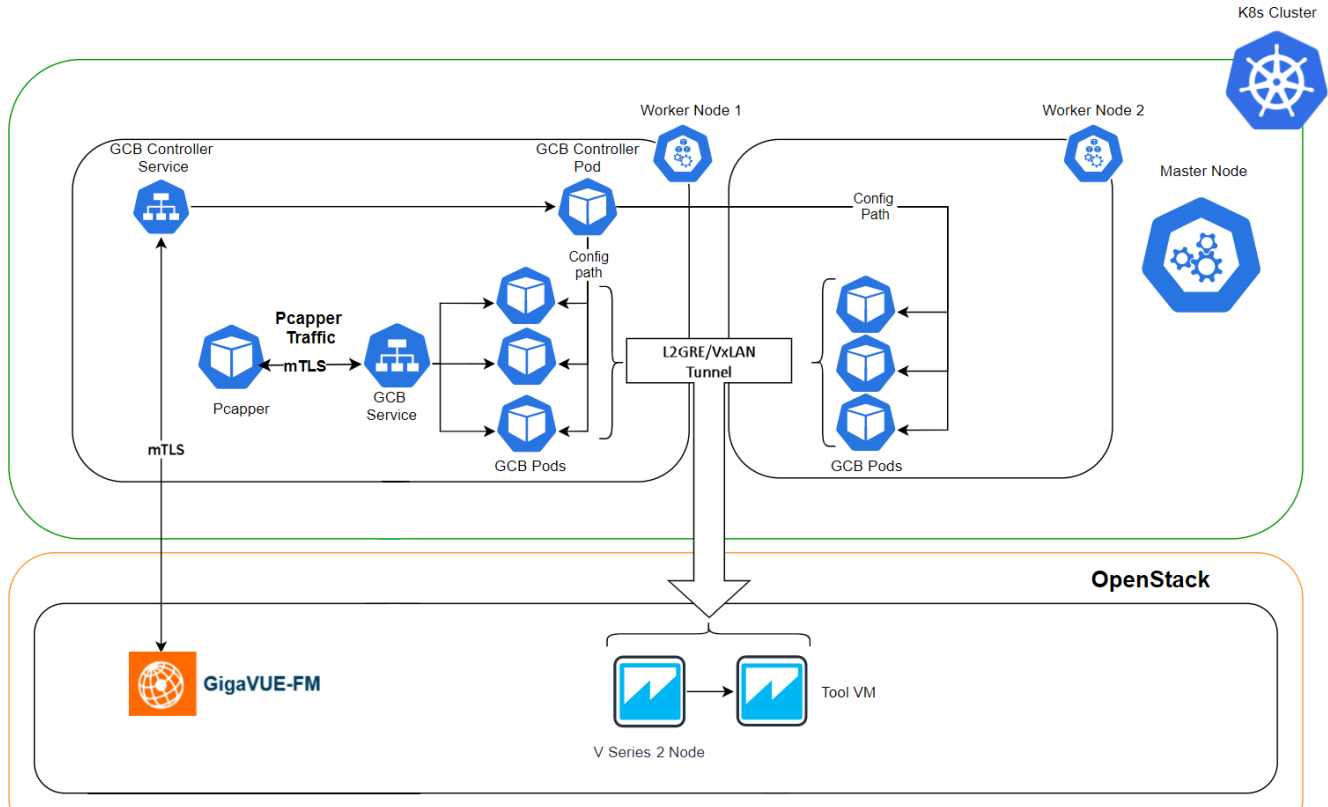 K8s Cluster
Worker Node 1
Worker Node 2
GCB Controller
Service
GCB Controller
Pod
Master Node
Config
Path
Config
path
Pcapper
Traffic
mTLS
L2GRE/VxLAN
Tunnel
Pcapper
GCB
Service
mTLS
GCB Pods
GCB Pods
OpenStack
GigaVUE-FM
Tool VM
V Series 2 Node